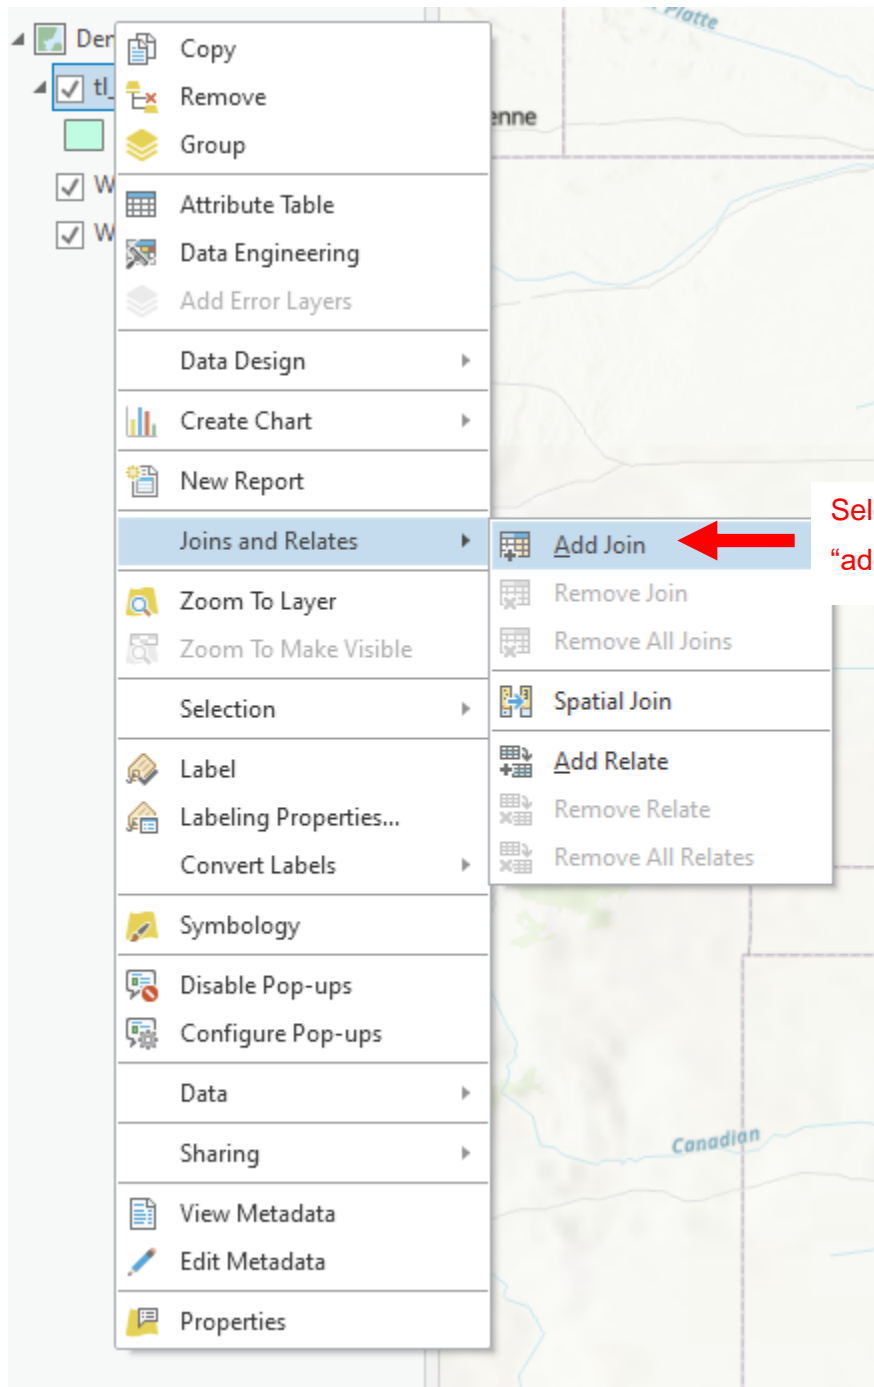 Platte
Copy
Remove
Group
Attribute Table
Data Engineering
Add Error Layers
Data Design
Create Chart
New Report
Joins and Relates
Zoom To Layer
Zoom To Make Visible
Selection
Label
Labeling Properties...
Convert Labels
Symbology
Disable Pop-ups
Configure Pop-ups
Data
Sharing
View Metadata
Edit Metadata
Properties
Add Join
Remove Join
Remove All Joins
Spatial Join
Add Relate
Remove Relate
Remove All Relates
Canadian